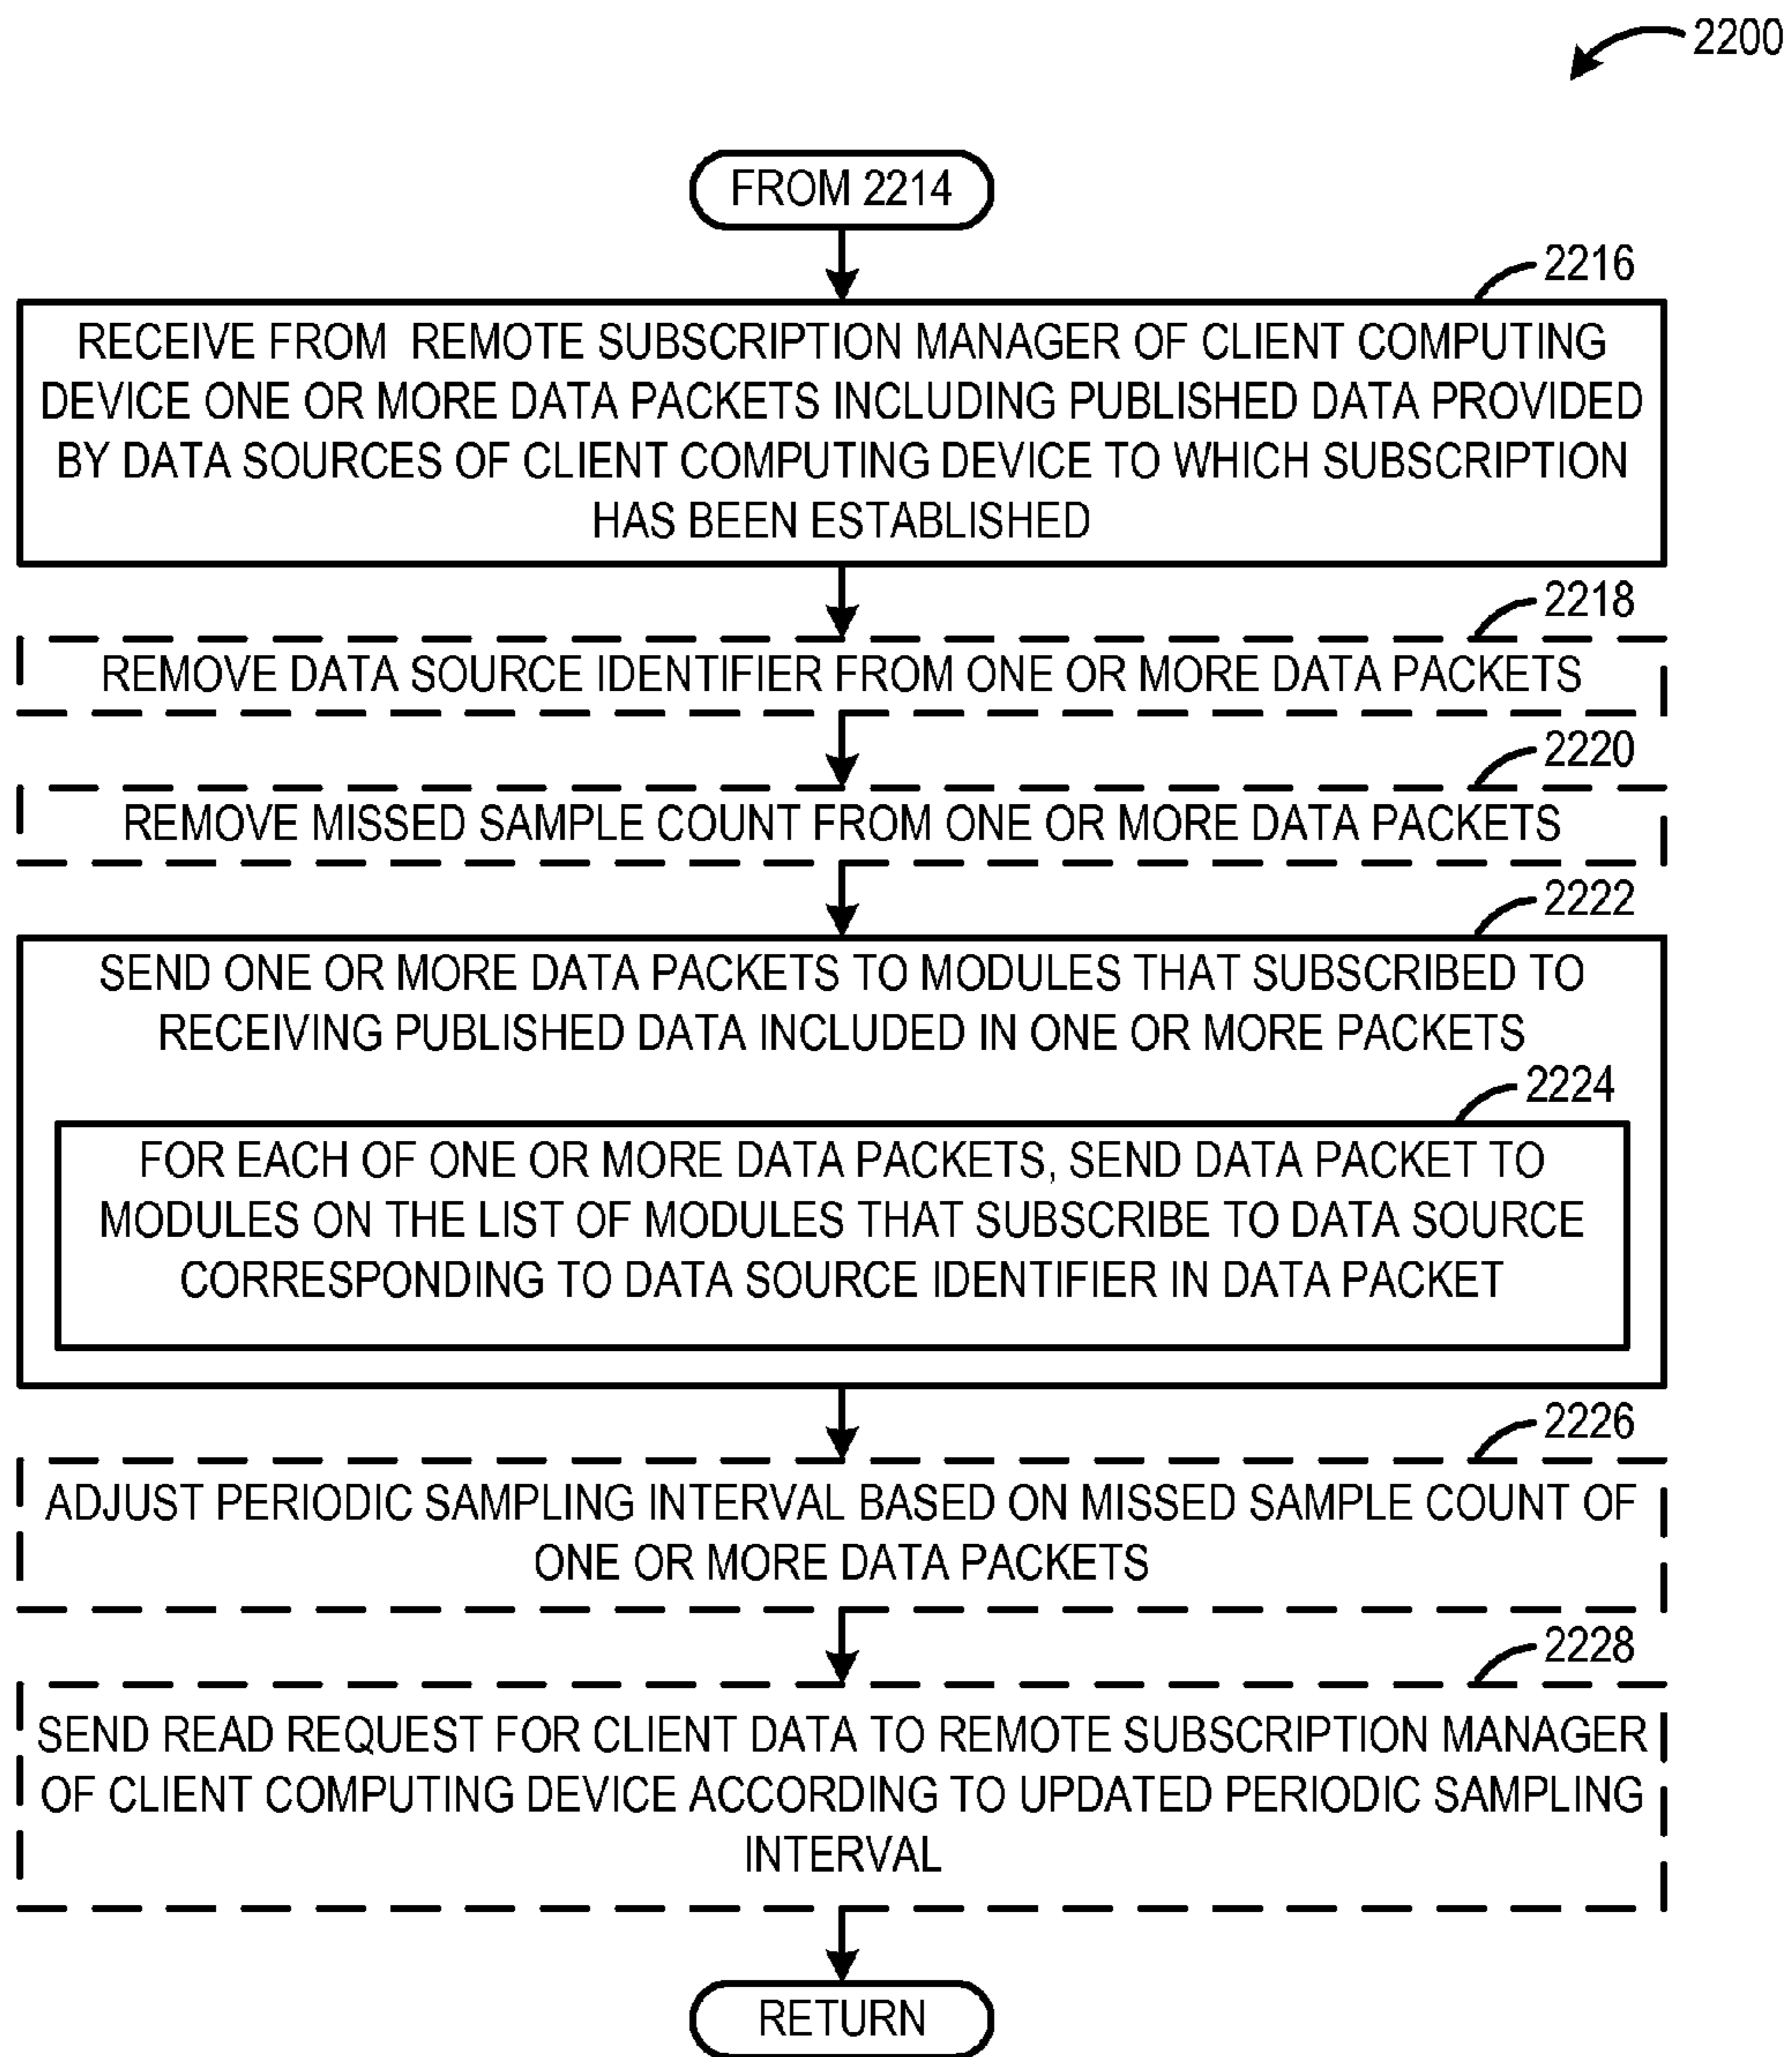 2200
FROM 2214
2216
RECEIVE FROM REMOTE SUBSCRIPTION MANAGER OF CLIENT COMPUTING
DEVICE ONE OR MORE DATA PACKETS INCLUDING PUBLISHED DATA PROVIDED
BY DATA SOURCES OF CLIENT COMPUTING DEVICE TO WHICH SUBSCRIPTION
HAS BEEN ESTABLISHED
2218
REMOVE DATA SOURCE IDENTIFIER FROM ONE OR MORE DATA PACKETS
2220
REMOVE MISSED SAMPLE COUNT FROM ONE OR MORE DATA PACKETS
2222
SEND ONE OR MORE DATA PACKETS TO MODULES THAT SUBSCRIBED TO
RECEIVING PUBLISHED DATA INCLUDED IN ONE OR MORE PACKETS
2224
FOR EACH OF ONE OR MORE DATA PACKETS, SEND DATA PACKET TO
MODULES ON THE LIST OF MODULES THAT SUBSCRIBE TO DATA SOURCE
CORRESPONDING TO DATA SOURCE IDENTIFIER IN DATA PACKET
2226
ADJUST PERIODIC SAMPLING INTERVAL BASED ON MISSED SAMPLE COUNT OF
ONE OR MORE DATA PACKETS
2228
SEND READ REQUEST FOR CLIENT DATA TO REMOTE SUBSCRIPTION MANAGER
OF CLIENT COMPUTING DEVICE ACCORDING TO UPDATED PERIODIC SAMPLING
INTERVAL
RETURN